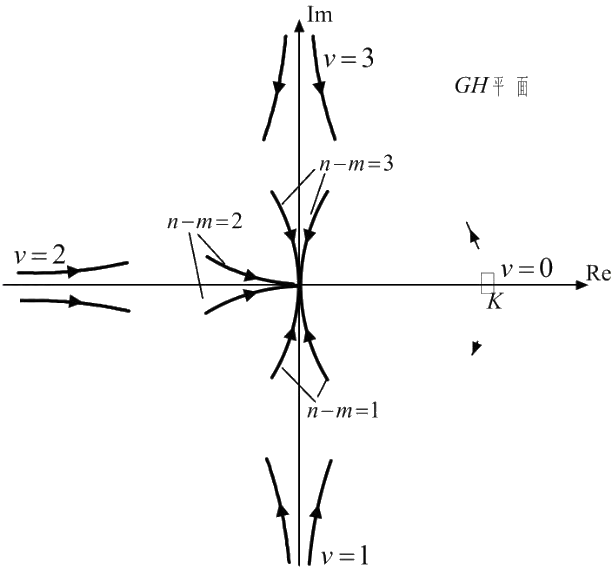 Im
v=3
GH平 面
n−m=3
n−m=2
v=2
v=0
Re
K
n−m=1
v=1